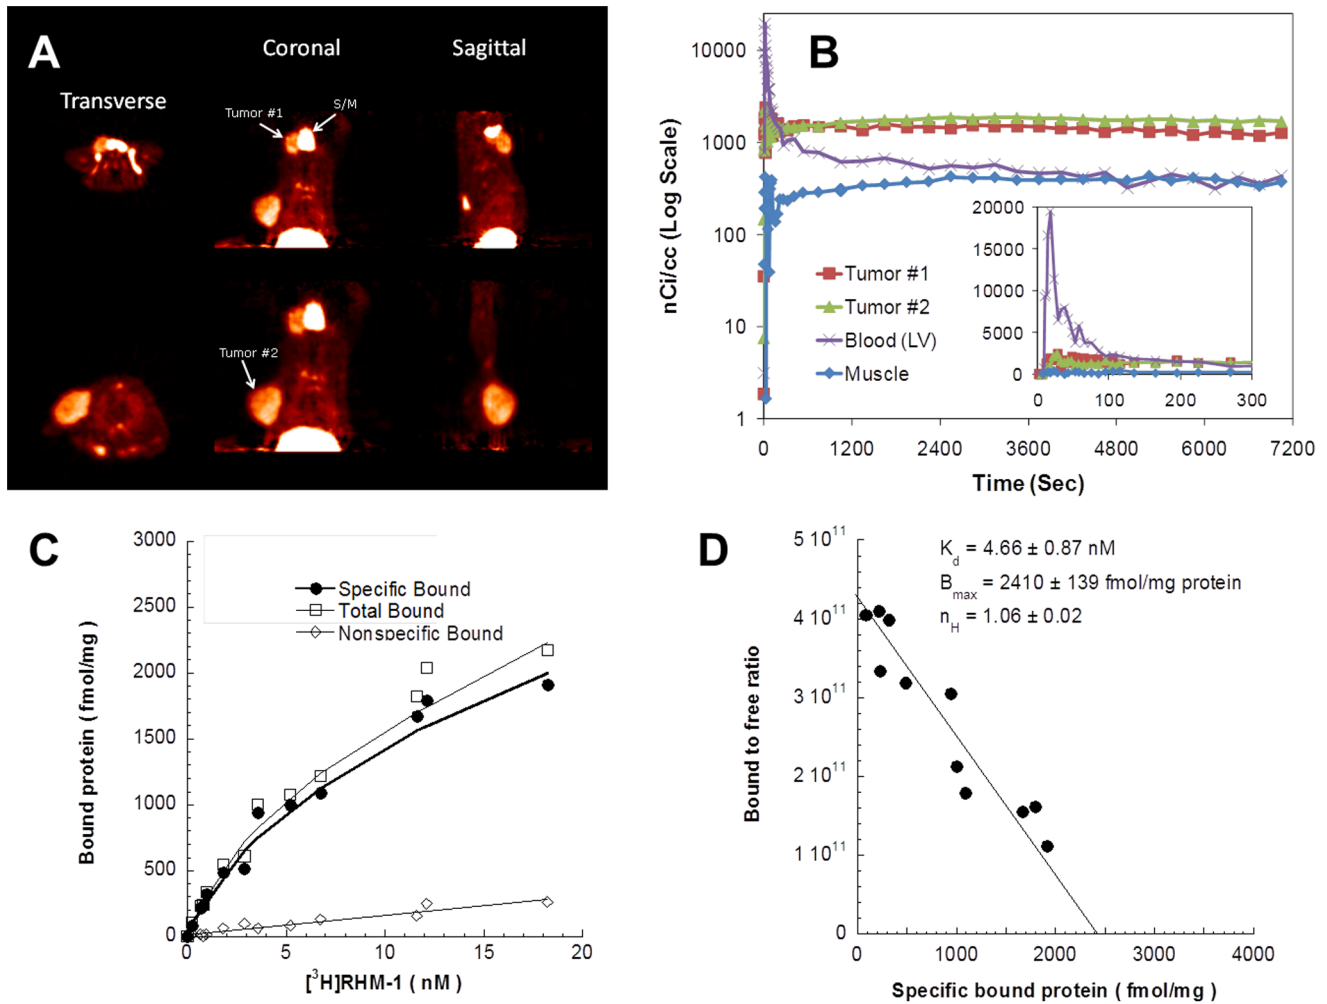 A
Coronal
Sagittal
Transverse
Tumor #1
S/M
Tumor #2
B
nCi/cc (Log Scale)
10000
1000
100
10
1
0
1200
2400
3600
4800
6000
7200
Time (Sec)
Tumor #1
Tumor #2
Blood (LV)
Muscle
20000
15000
10000
5000
0
0
100
200
300
C
Bound protein ( fmol/mg )
3000
2500
2000
1500
1000
500
0
Specific Bound
Total Bound
Nonspecific Bound
0
5
10
15
20
[³H]RHM-1 ( nM )
D
Bound to free ratio
5 10¹¹
4 10¹¹
3 10¹¹
2 10¹¹
1 10¹¹
0
K_d = 4.66 ± 0.87 nM
B_max = 2410 ± 139 fmol/mg protein
n_H = 1.06 ± 0.02
0
1000
2000
3000
4000
Specific bound protein ( fmol/mg )